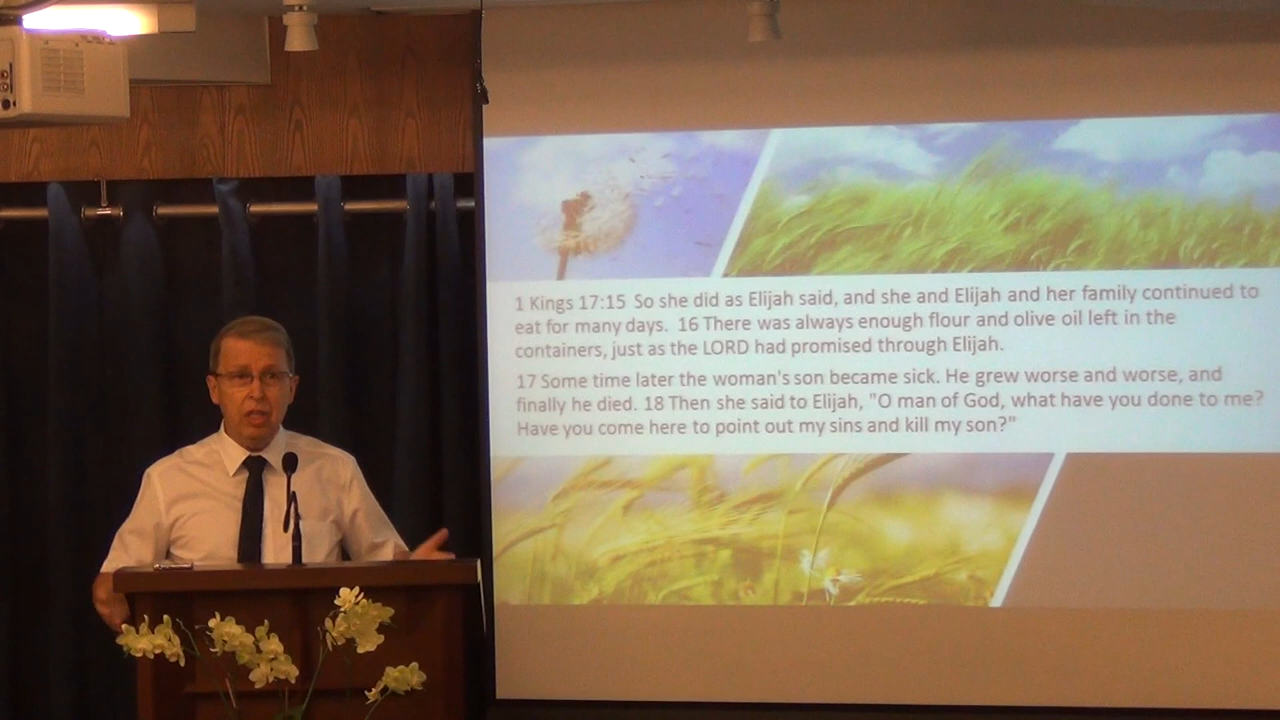 1 Kings 17:15 So she did as Elijah said, and she and Elijah and her family continued to
eat for many days. 16 There was always enough flour and olive oil left in the
containers, just as the LORD had promised through Elijah.
17 Some time later the woman's son became sick. He grew worse and worse, and
finally he died. 18 Then she said to Elijah, "O man of God, what have you done to me?
Have you come here to point out my sins and kill my son?"